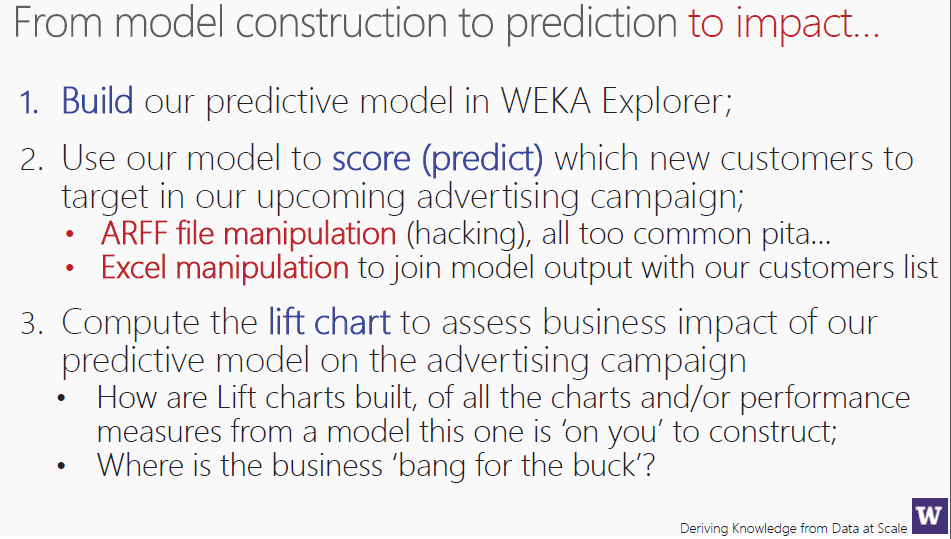 From model construction to prediction to impact...
1. Build our predictive model in WEKA Explorer;
2. Use our model to score (predict) which new customers to
target in our upcoming advertising campaign;
• ARFF file manipulation (hacking), all too common pita...
• Excel manipulation to join model output with our customers list
3. Compute the lift chart to assess business impact of our
predictive model on the advertising campaign
• How are Lift charts built, of all the charts and/or performance
measures from a model this one is ‘on you’ to construct;
• Where is the business ‘bang for the buck’?
Deriving Knowledge from Data at Scale
W